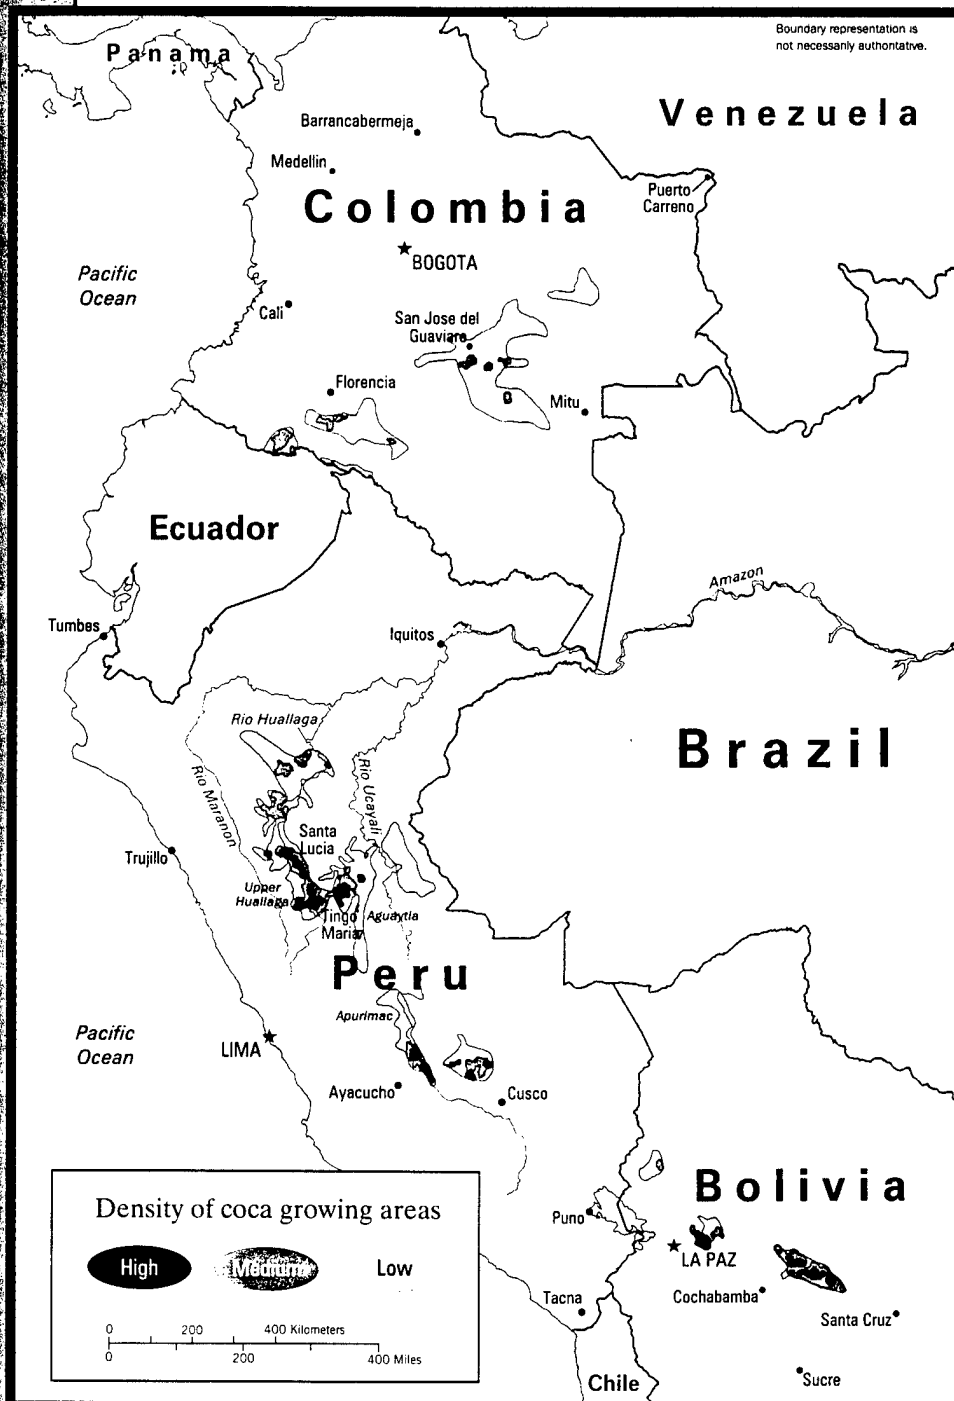 Boundary representation is
not necessarily authoritative.
Panama
Venezuela
Barrancabermeja
Medellin
Colombia
Puerto
Carreno
BOGOTA
Pacific
Ocean
Cali
San Jose del
Guaviare
Florencia
Mitu
Ecuador
Amazon
Tumbes
Iquitos
Rio Huallaga
Brazil
Rio Maranon
Rio Ucayali
Santa
Lucia
Trujillo
Upper
Huallaga
Tingo
Maria
Aguaytia
Peru
Apurimac
Pacific
Ocean
LIMA
Ayacucho
Cusco
Bolivia
Puno
LA PAZ
Cochabamba
Santa Cruz
Tacna
Sucre
Chile
Density of coca growing areas
High
Medium
Low
0 200 400 Kilometers
0 200 400 Miles